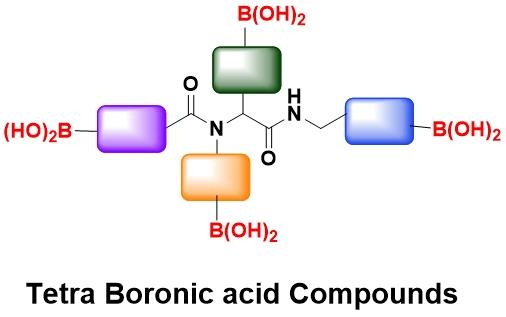 B(OH)₂
O
H
N
(HO)₂B
N
B(OH)₂
O
B(OH)₂
Tetra Boronic acid Compounds